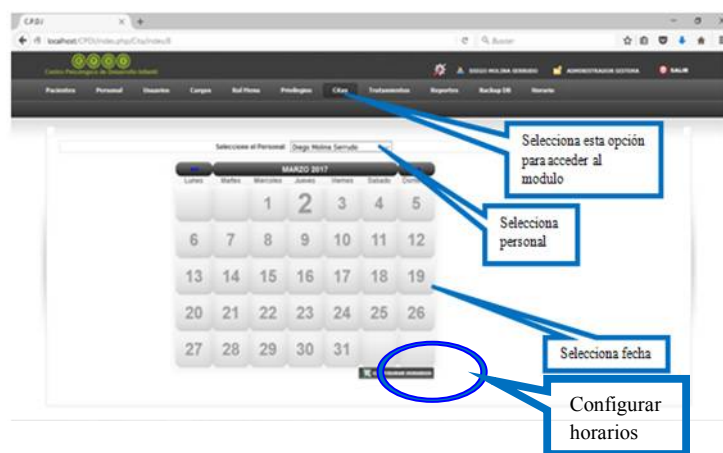 CPDI
localhost/CPDI/index.php/Citas/index/8
Buscar
Centro Psicologico de Desarrollo Infantil
DIEGO MOLINA SERRUDO ADMINISTRADOR SISTEMA SALIR
Pacientes Personal Usuarios Cargos Rol Menu Privilegios Citas Tratamientos Reportes Backup DB Horario
Selecciona esta opción
para acceder al
modulo
Seleccione el Personal Diego Molina Serrudo
MARZO 2017
Lunes Martes Miercoles Jueves Viernes Sabado Domingo
1 2 3 4 5
Selecciona
personal
6 7 8 9 10 11 12
13 14 15 16 17 18 19
20 21 22 23 24 25 26
27 28 29 30 31
Selecciona fecha
Configurar
horarios